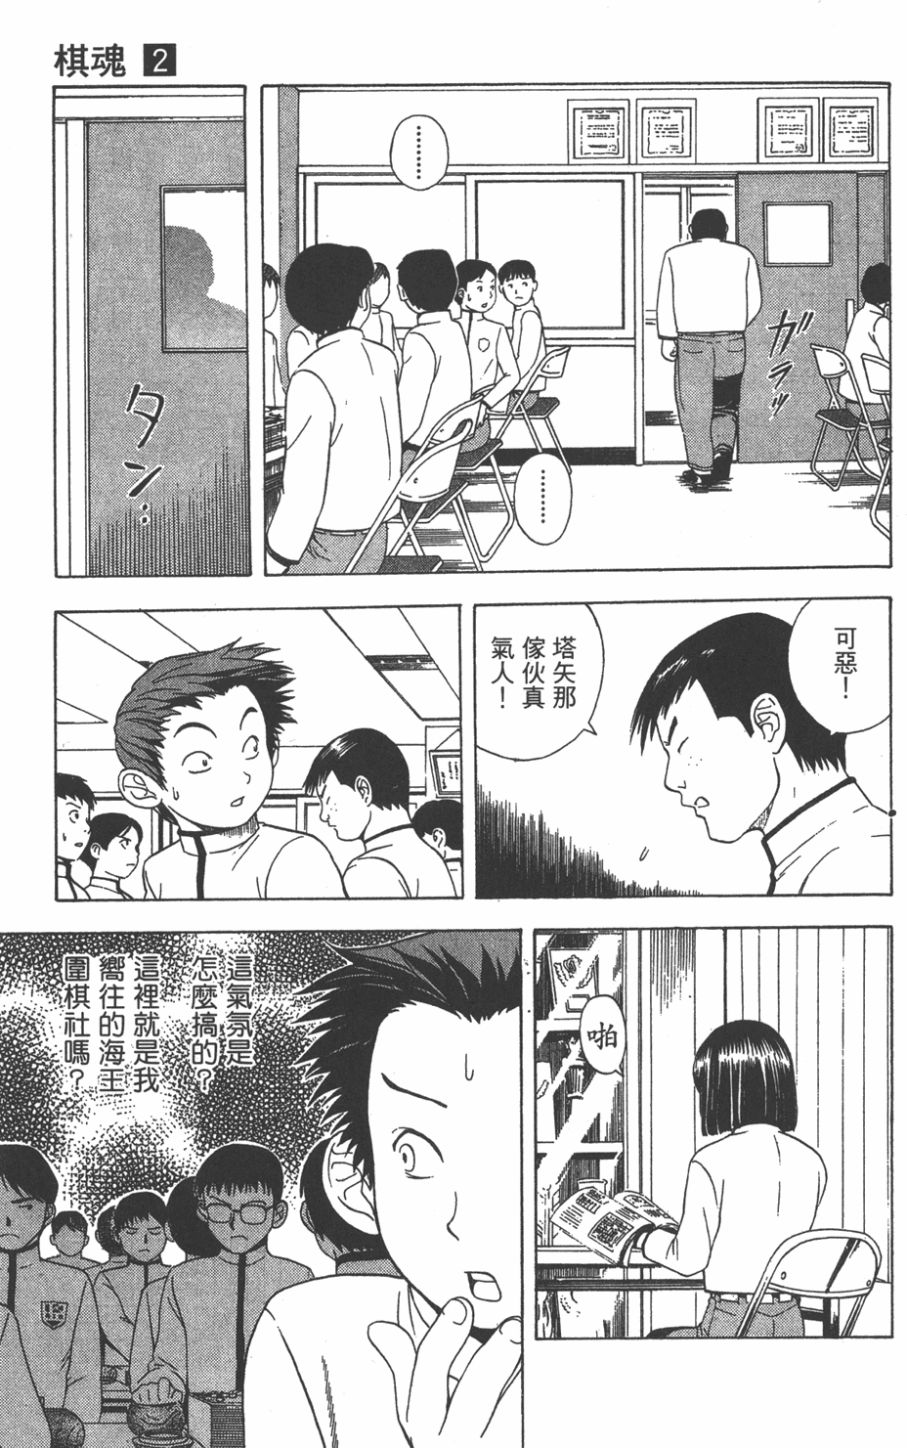 棋魂 2
………
ガラッ
………
タン…
可惡！
塔矢那
傢伙真
氣人！
啪
這氣氛是
怎麼搞的？
這裡就是我
嚮往的海王
圍棋社嗎？